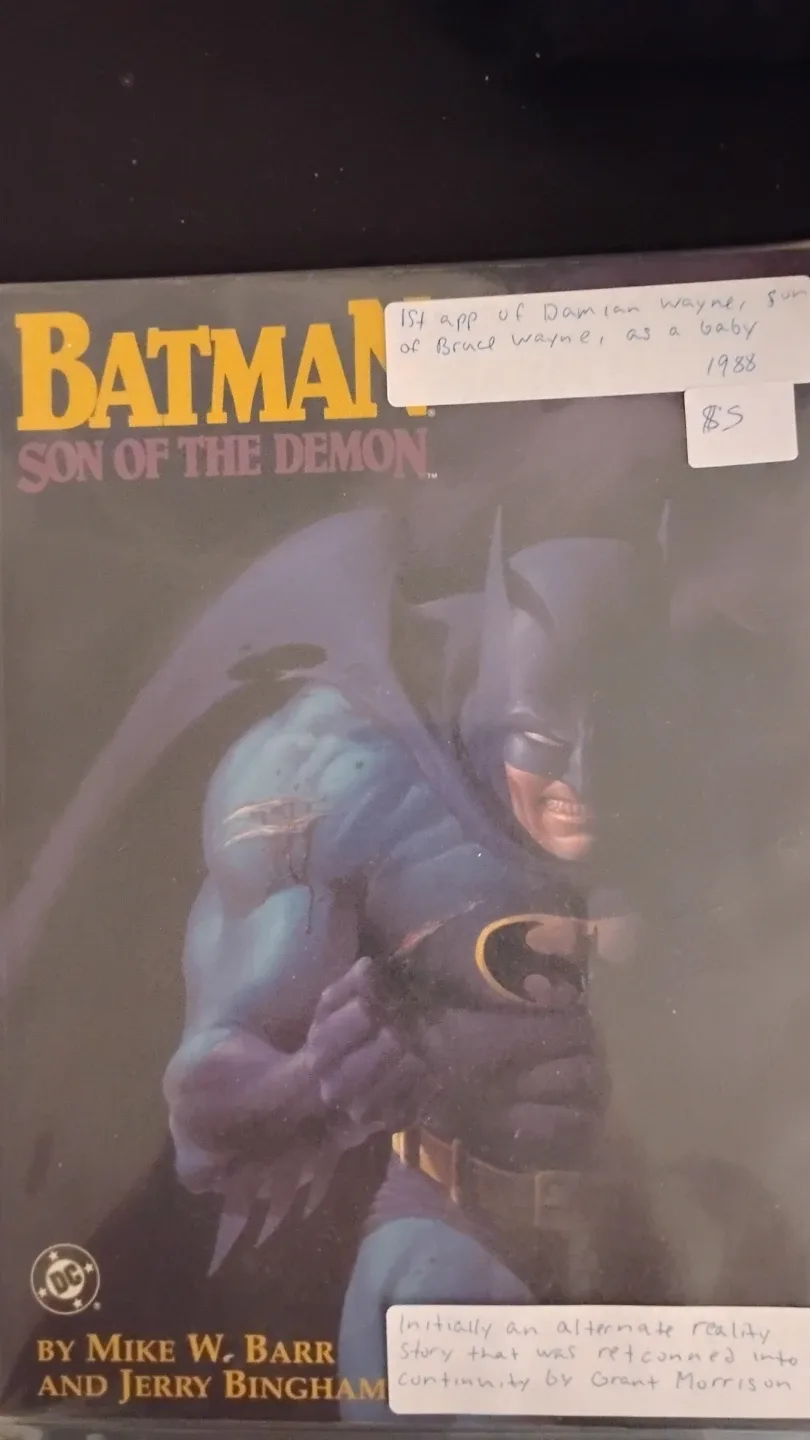 BATMAN®
SON OF THE DEMON™
1st app of Damian Wayne, son
of Bruce Wayne, as a baby
1988
$5
DC®
BY MIKE W. BARR
AND JERRY BINGHAM
Initially an alternate reality
story that was retconned into
continuity by Grant Morrison